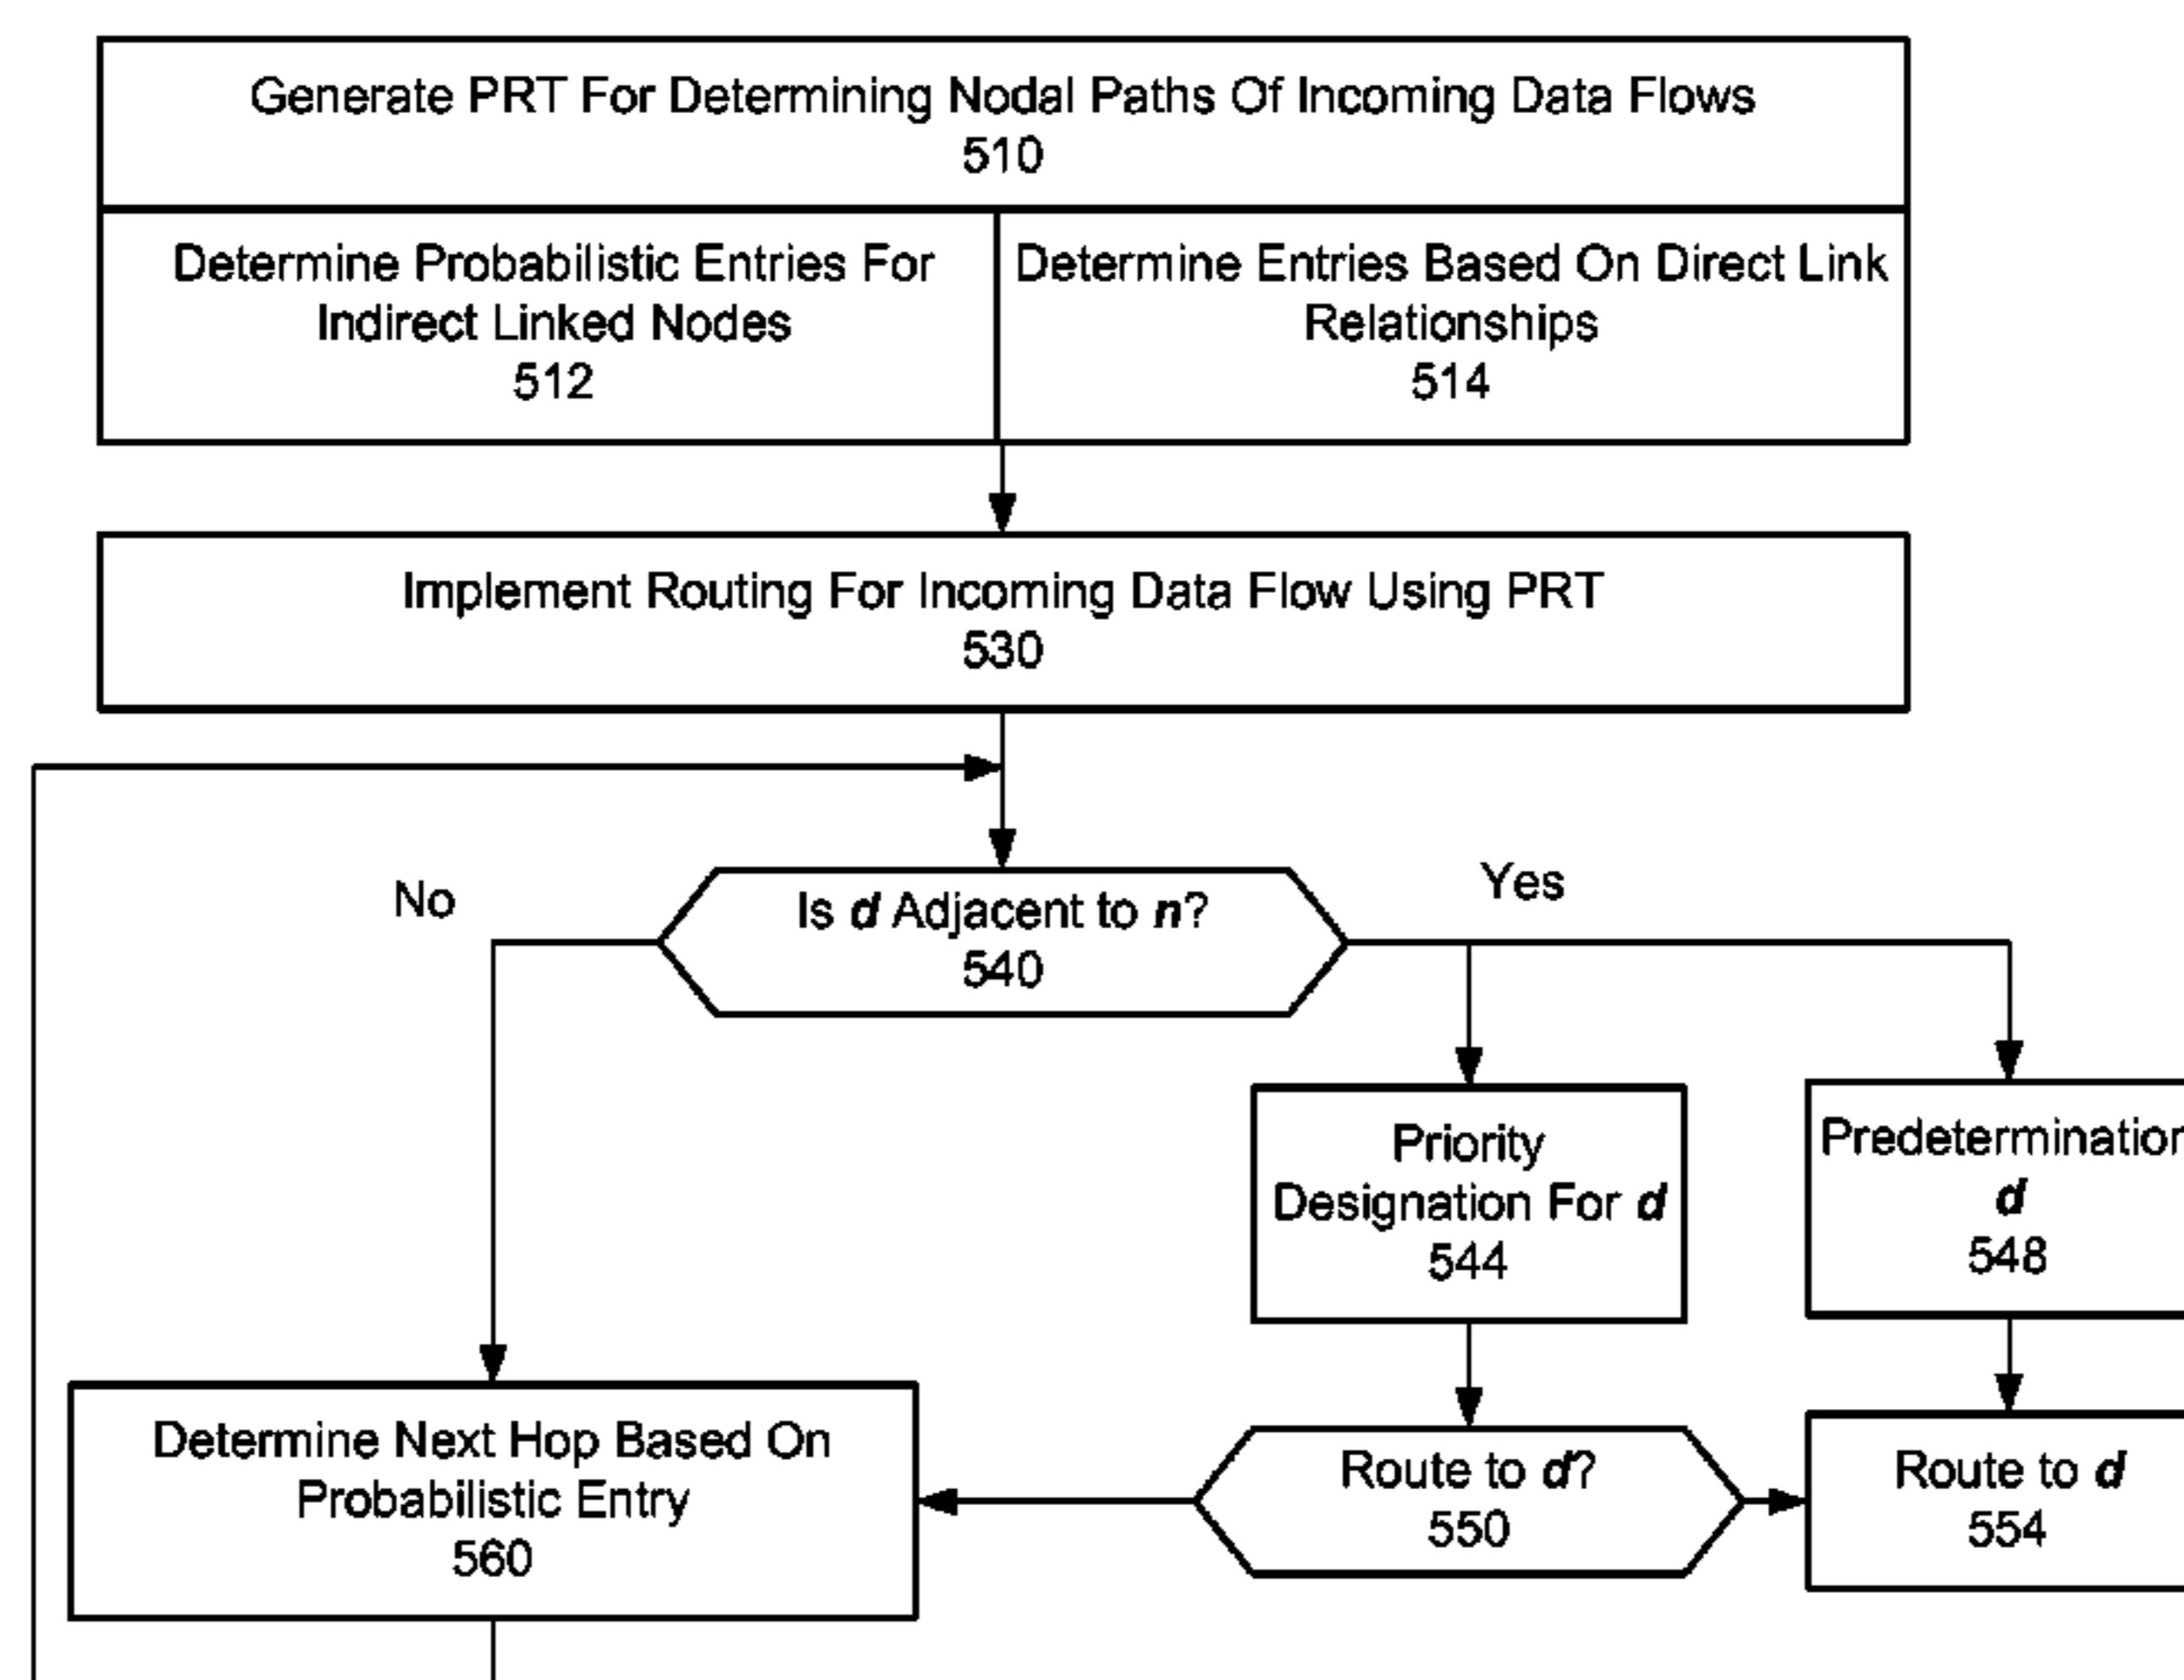 Generate PRT For Determining Nodal Paths Of Incoming Data Flows
510
Determine Probabilistic Entries For
Indirect Linked Nodes
512
Determine Entries Based On Direct Link
Relationships
514
Implement Routing For Incoming Data Flow Using PRT
530
No
Is d Adjacent to n?
540
Yes
Priority
Designation For d
544
Predetermination
d
548
Determine Next Hop Based On
Probabilistic Entry
560
Route to d?
550
Route to d
554